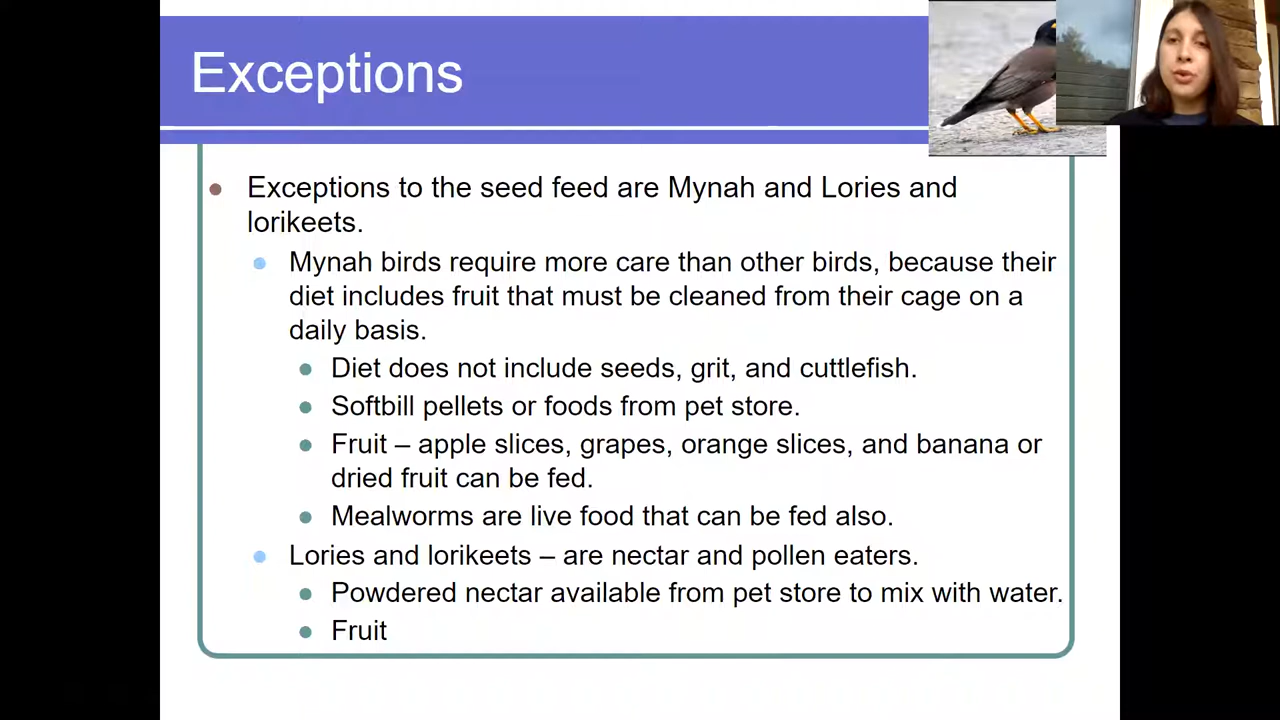 Exceptions
Exceptions to the seed feed are Mynah and Lories and
lorikeets.
Mynah birds require more care than other birds, because their
diet includes fruit that must be cleaned from their cage on a
daily basis.
Diet does not include seeds, grit, and cuttlefish.
Softbill pellets or foods from pet store.
Fruit – apple slices, grapes, orange slices, and banana or
dried fruit can be fed.
Mealworms are live food that can be fed also.
Lories and lorikeets – are nectar and pollen eaters.
Powdered nectar available from pet store to mix with water.
Fruit